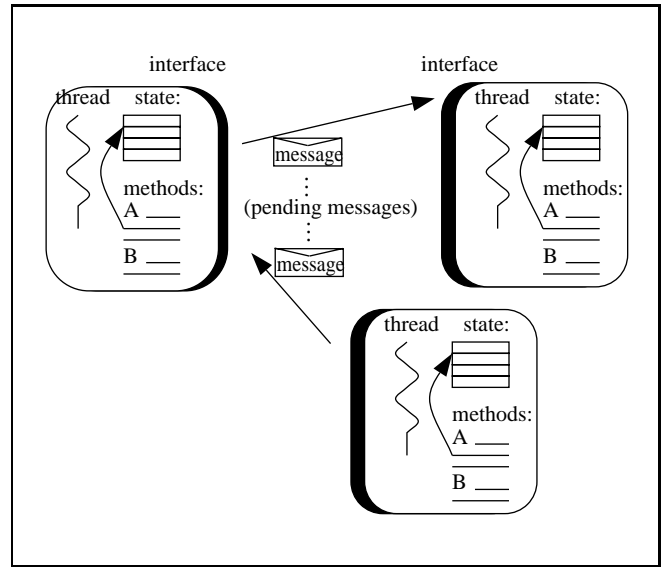 interface
thread state:
methods:
A
B
message
(pending messages)
message
interface
thread state:
methods:
A
B
thread state:
methods:
A
B